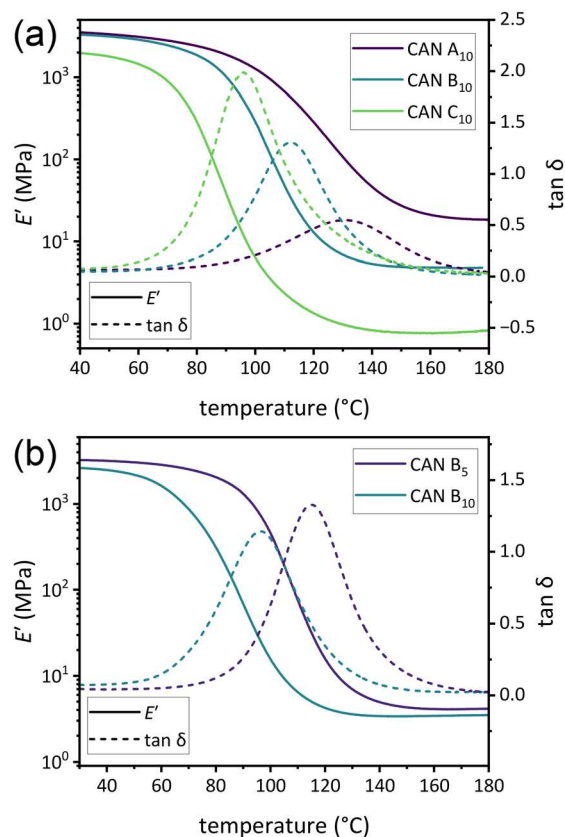 (a)
CAN A₁₀
CAN B₁₀
CAN C₁₀
E′
tan δ
E′ (MPa)
10³
10²
10¹
10⁰
tan δ
2.5
2.0
1.5
1.0
0.5
0.0
−0.5
40 60 80 100 120 140 160 180
temperature (°C)
(b)
CAN B₅
CAN B₁₀
E′
tan δ
E′ (MPa)
10³
10²
10¹
10⁰
tan δ
1.5
1.0
0.5
0.0
40 60 80 100 120 140 160 180
temperature (°C)